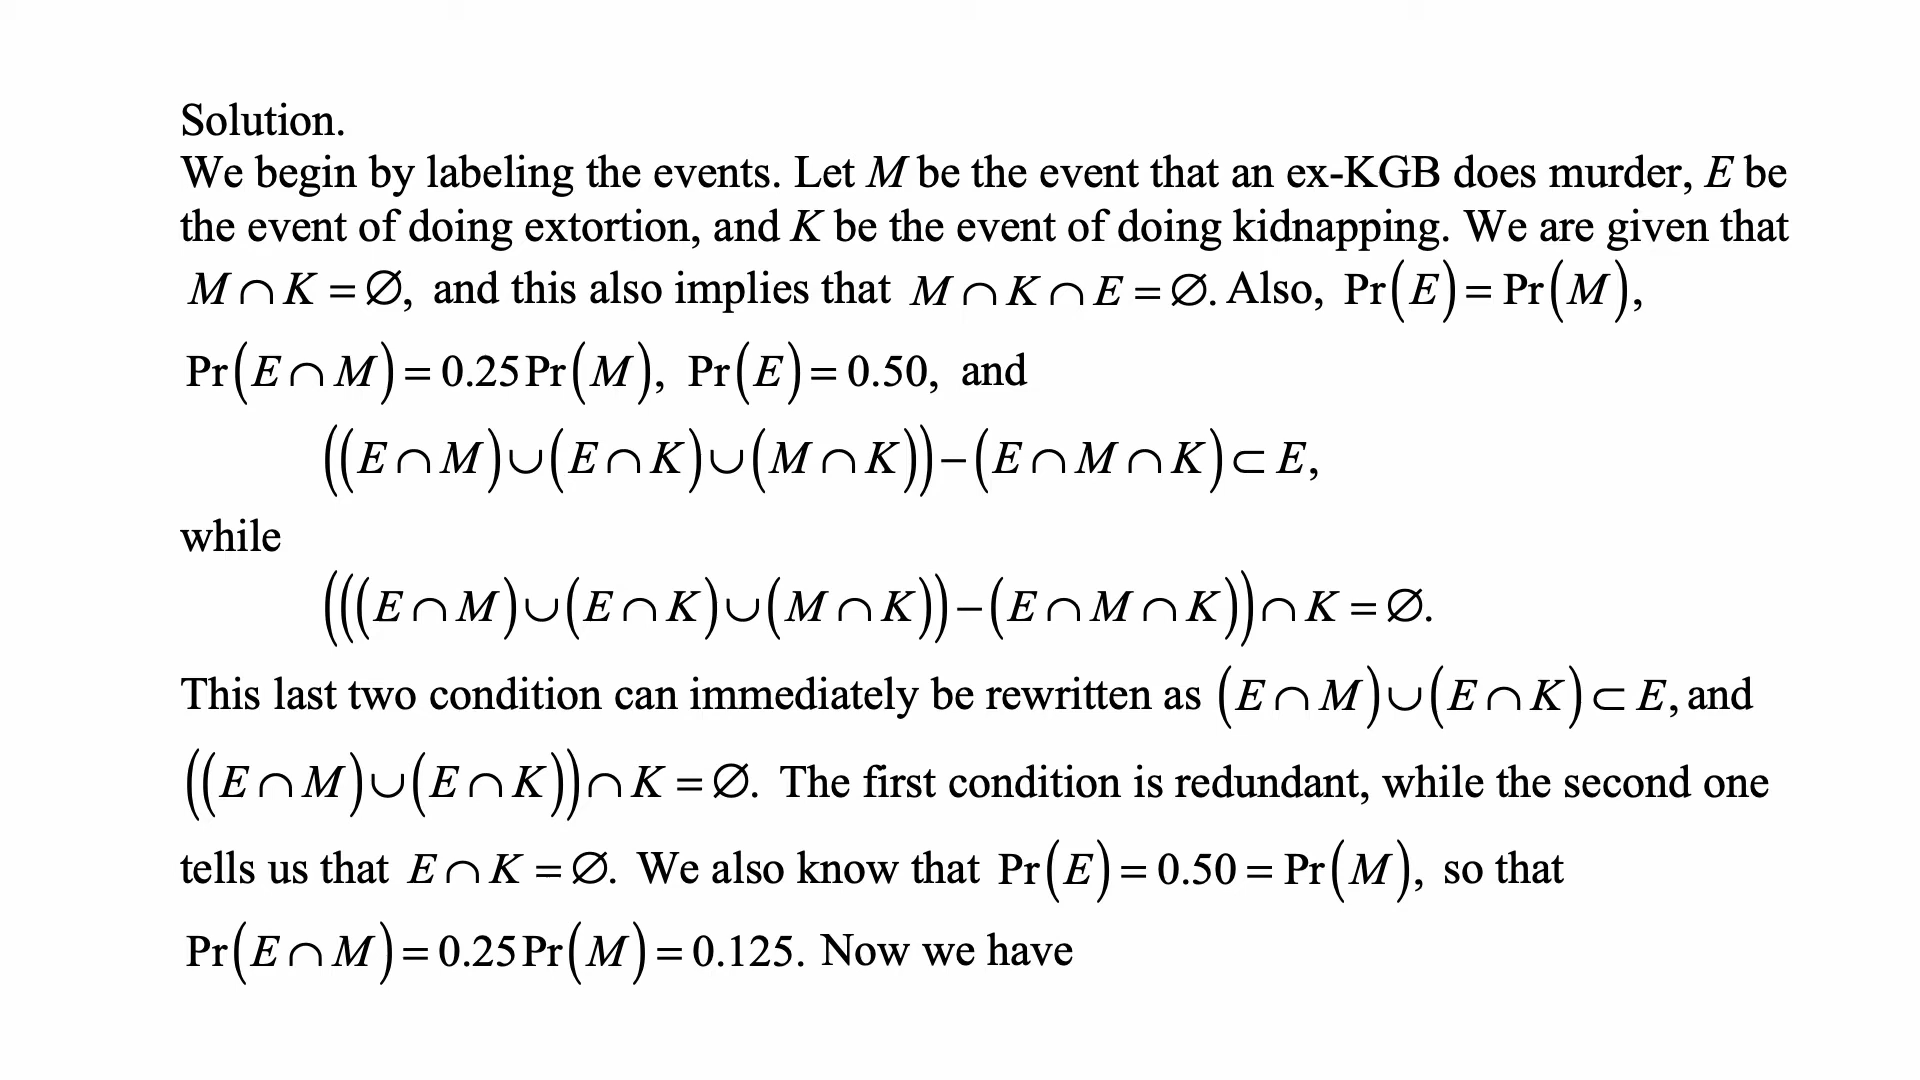 Solution.
We begin by labeling the events. Let M be the event that an ex-KGB does murder, E be
the event of doing extortion, and K be the event of doing kidnapping. We are given that
M ∩ K = ∅, and this also implies that M ∩ K ∩ E = ∅. Also, Pr(E) = Pr(M),
Pr(E ∩ M) = 0.25 Pr(M), Pr(E) = 0.50, and
((E ∩ M) ∪ (E ∩ K) ∪ (M ∩ K)) − (E ∩ M ∩ K) ⊂ E,
while
(((E ∩ M) ∪ (E ∩ K) ∪ (M ∩ K)) − (E ∩ M ∩ K)) ∩ K = ∅.
This last two condition can immediately be rewritten as (E ∩ M) ∪ (E ∩ K) ⊂ E, and
((E ∩ M) ∪ (E ∩ K)) ∩ K = ∅. The first condition is redundant, while the second one
tells us that E ∩ K = ∅. We also know that Pr(E) = 0.50 = Pr(M), so that
Pr(E ∩ M) = 0.25 Pr(M) = 0.125. Now we have